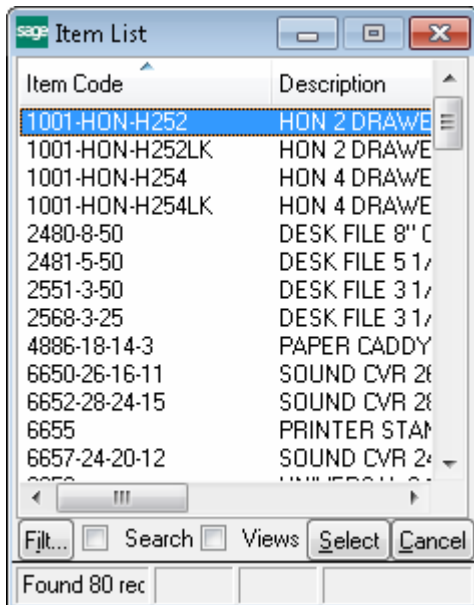 sage Item List
Item Code Description
1001-HON-H252 HON 2 DRAWE
1001-HON-H252LK HON 2 DRAWE
1001-HON-H254 HON 4 DRAWE
1001-HON-H254LK HON 4 DRAWE
2480-8-50 DESK FILE 8"
2481-5-50 DESK FILE 5 1/
2551-3-50 DESK FILE 3 1/
2568-3-25 DESK FILE 3 1/
4886-18-14-3 PAPER CADDY
6650-26-16-11 SOUND CVR 26
6652-28-24-15 SOUND CVR 28
6655 PRINTER STAN
6657-24-20-12 SOUND CVR 24
Filt... Search Views Select Cancel
Found 80 rec